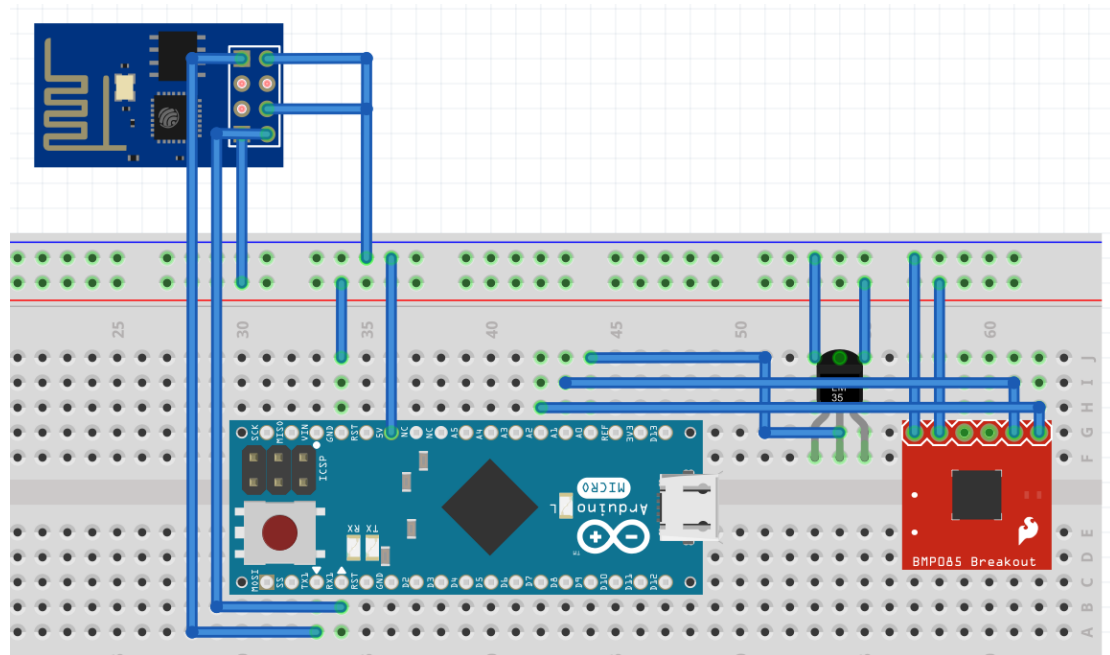 25
30
35
40
45
50
60
J
I
H
G
F
E
D
C
B
A
SCK
MISO
VIN
GND
RST
5V
NC
NC
A5
A4
A3
A2
A1
A0
REF
3V3
D13
ICSP
RX
TX
L
MICRO
Arduino
MOSI
SS
TX1
RX1
RST
GND
D2
D3
D4
D5
D6
D7
D8
D9
D10
D11
D12
35
BMP085 Breakout